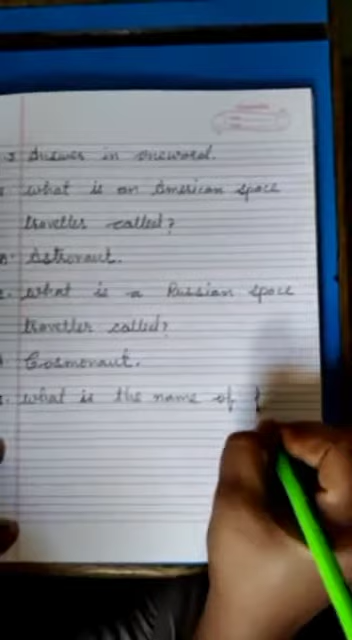 I Answer in oneword.
what is an American space
traveller called?
A. Astronaut.
2. what is a Russian space
traveller called?
Cosmonaut.
what is the name of